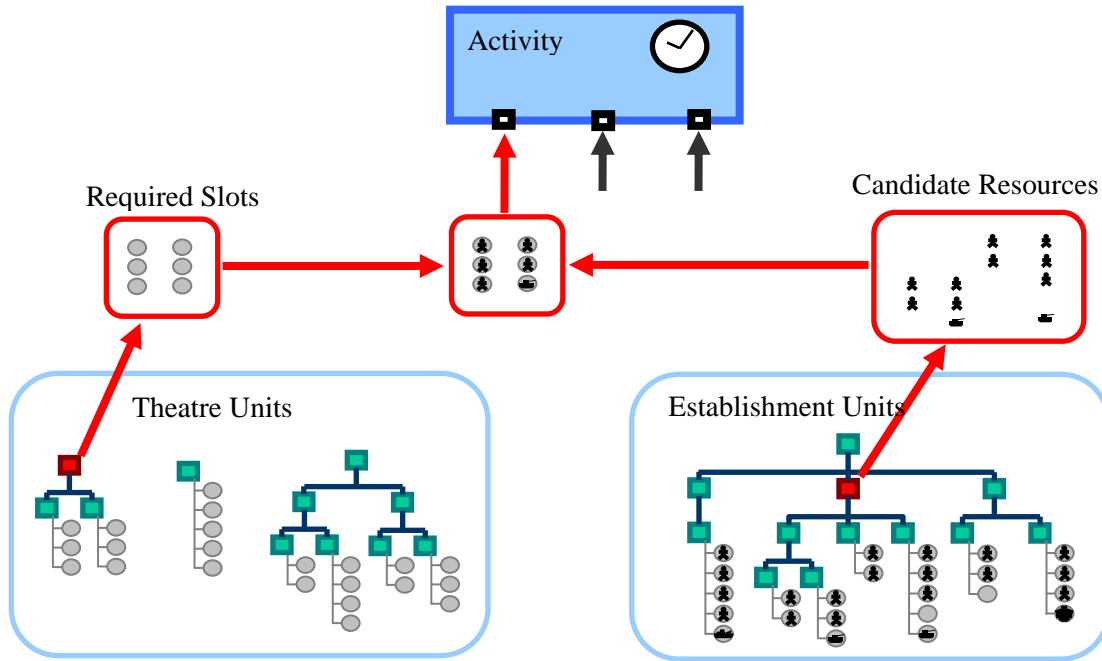 Activity
Required Slots
Candidate Resources
Theatre Units
Establishment Units